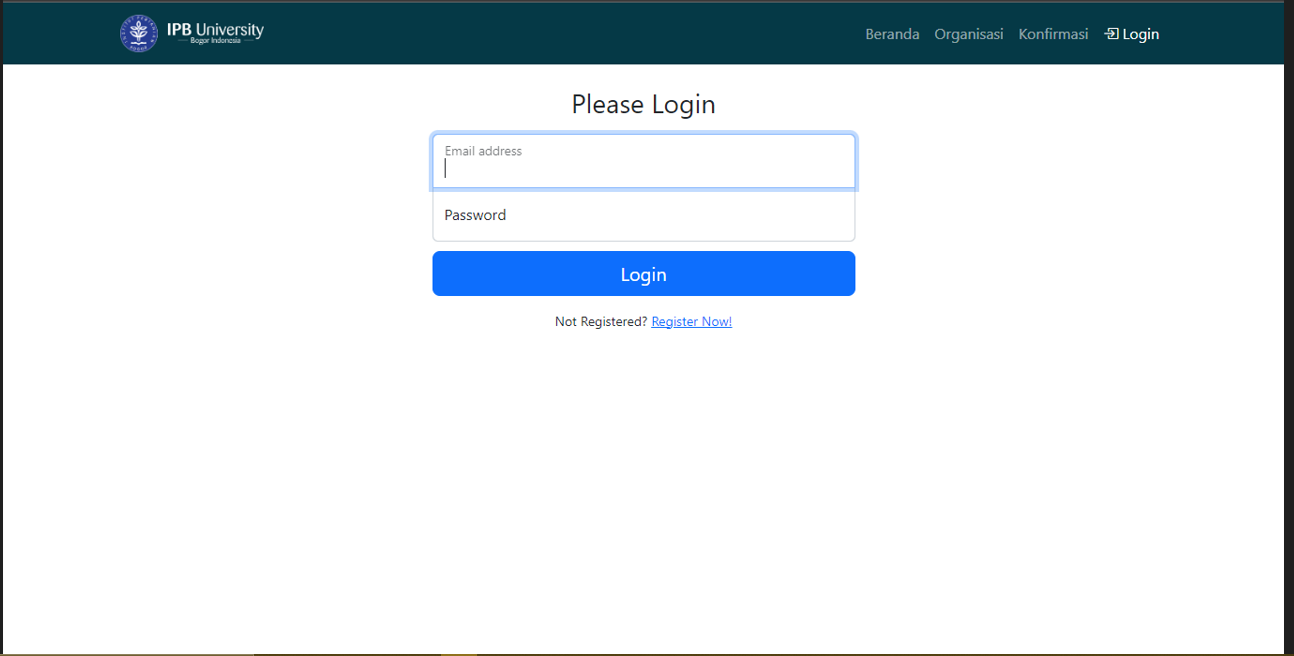 IPB University
Bogor Indonesia
Beranda Organisasi Konfirmasi Login
Please Login
Email address
Password
Login
Not Registered? Register Now!